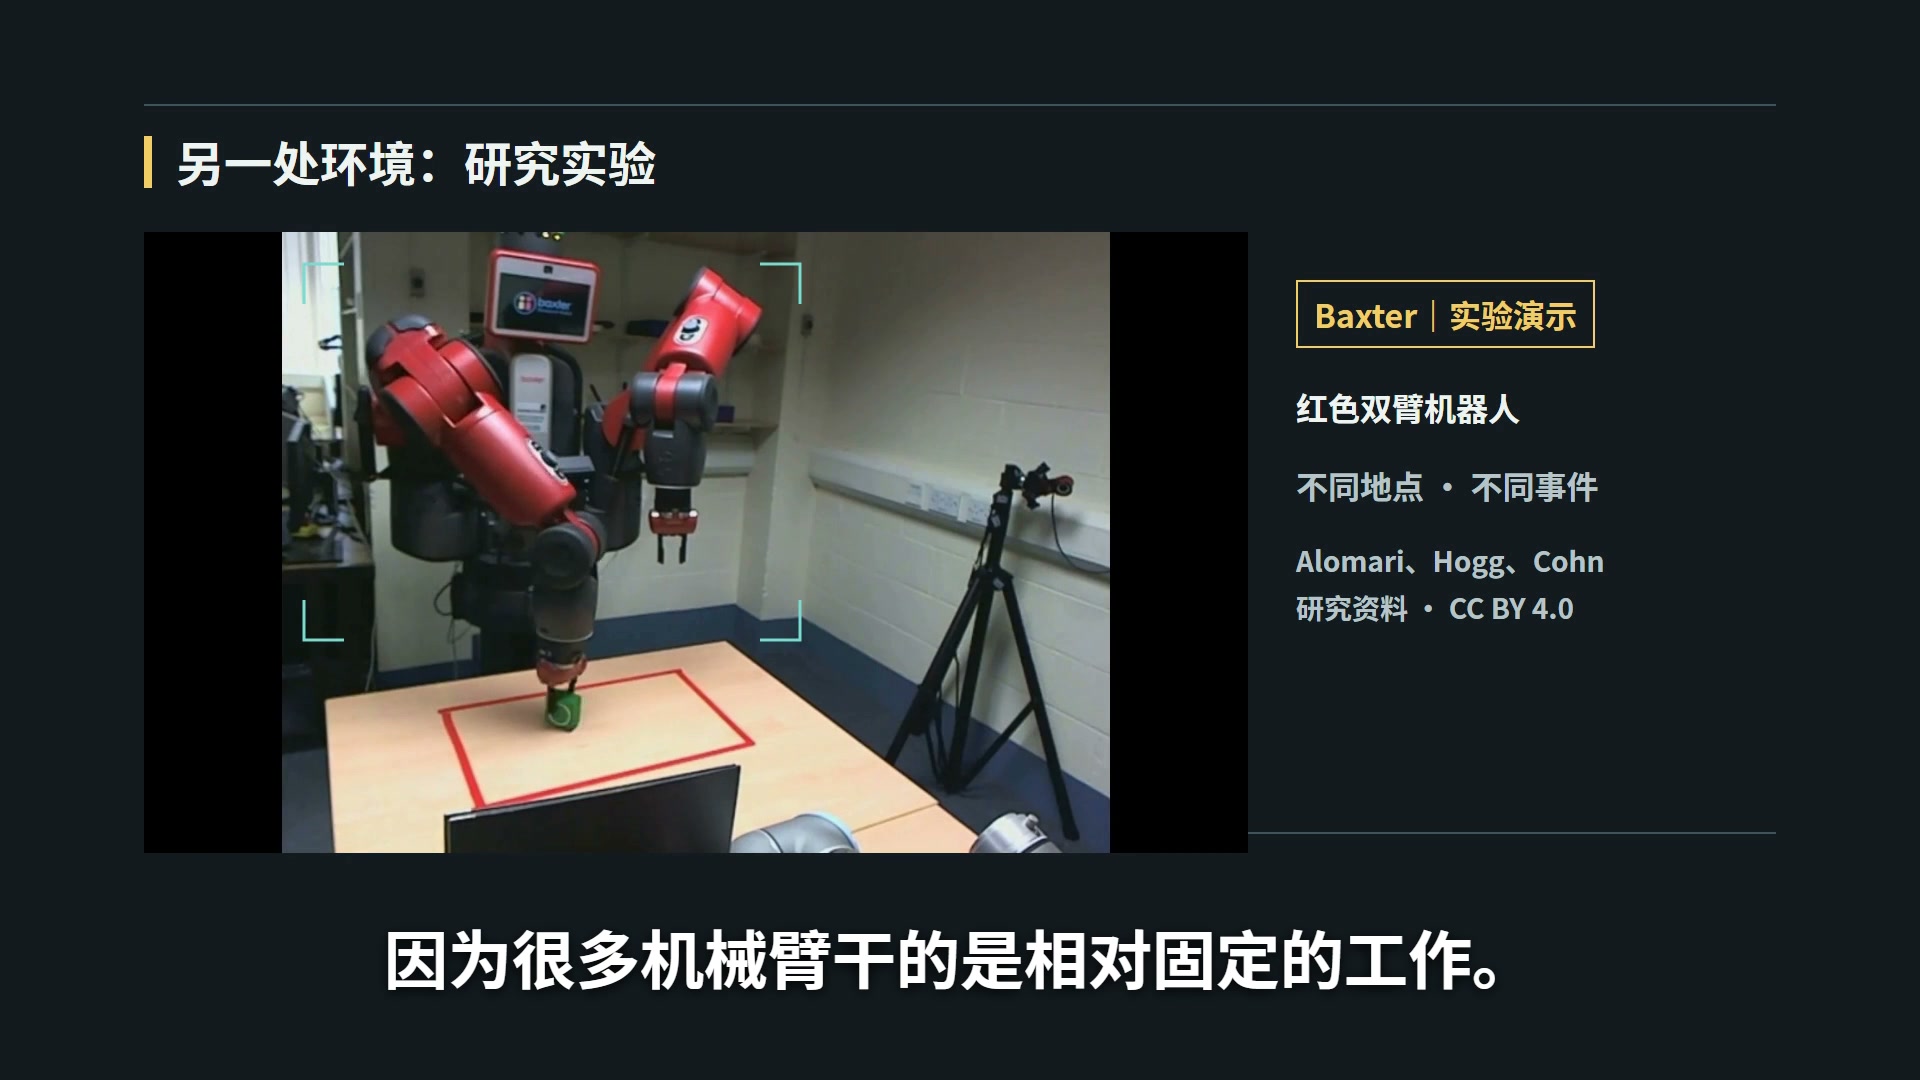 另一处环境：研究实验
baxter
Baxter｜实验演示
红色双臂机器人
不同地点 · 不同事件
Alomari、Hogg、Cohn
研究资料 · CC BY 4.0
因为很多机械臂干的是相对固定的工作。